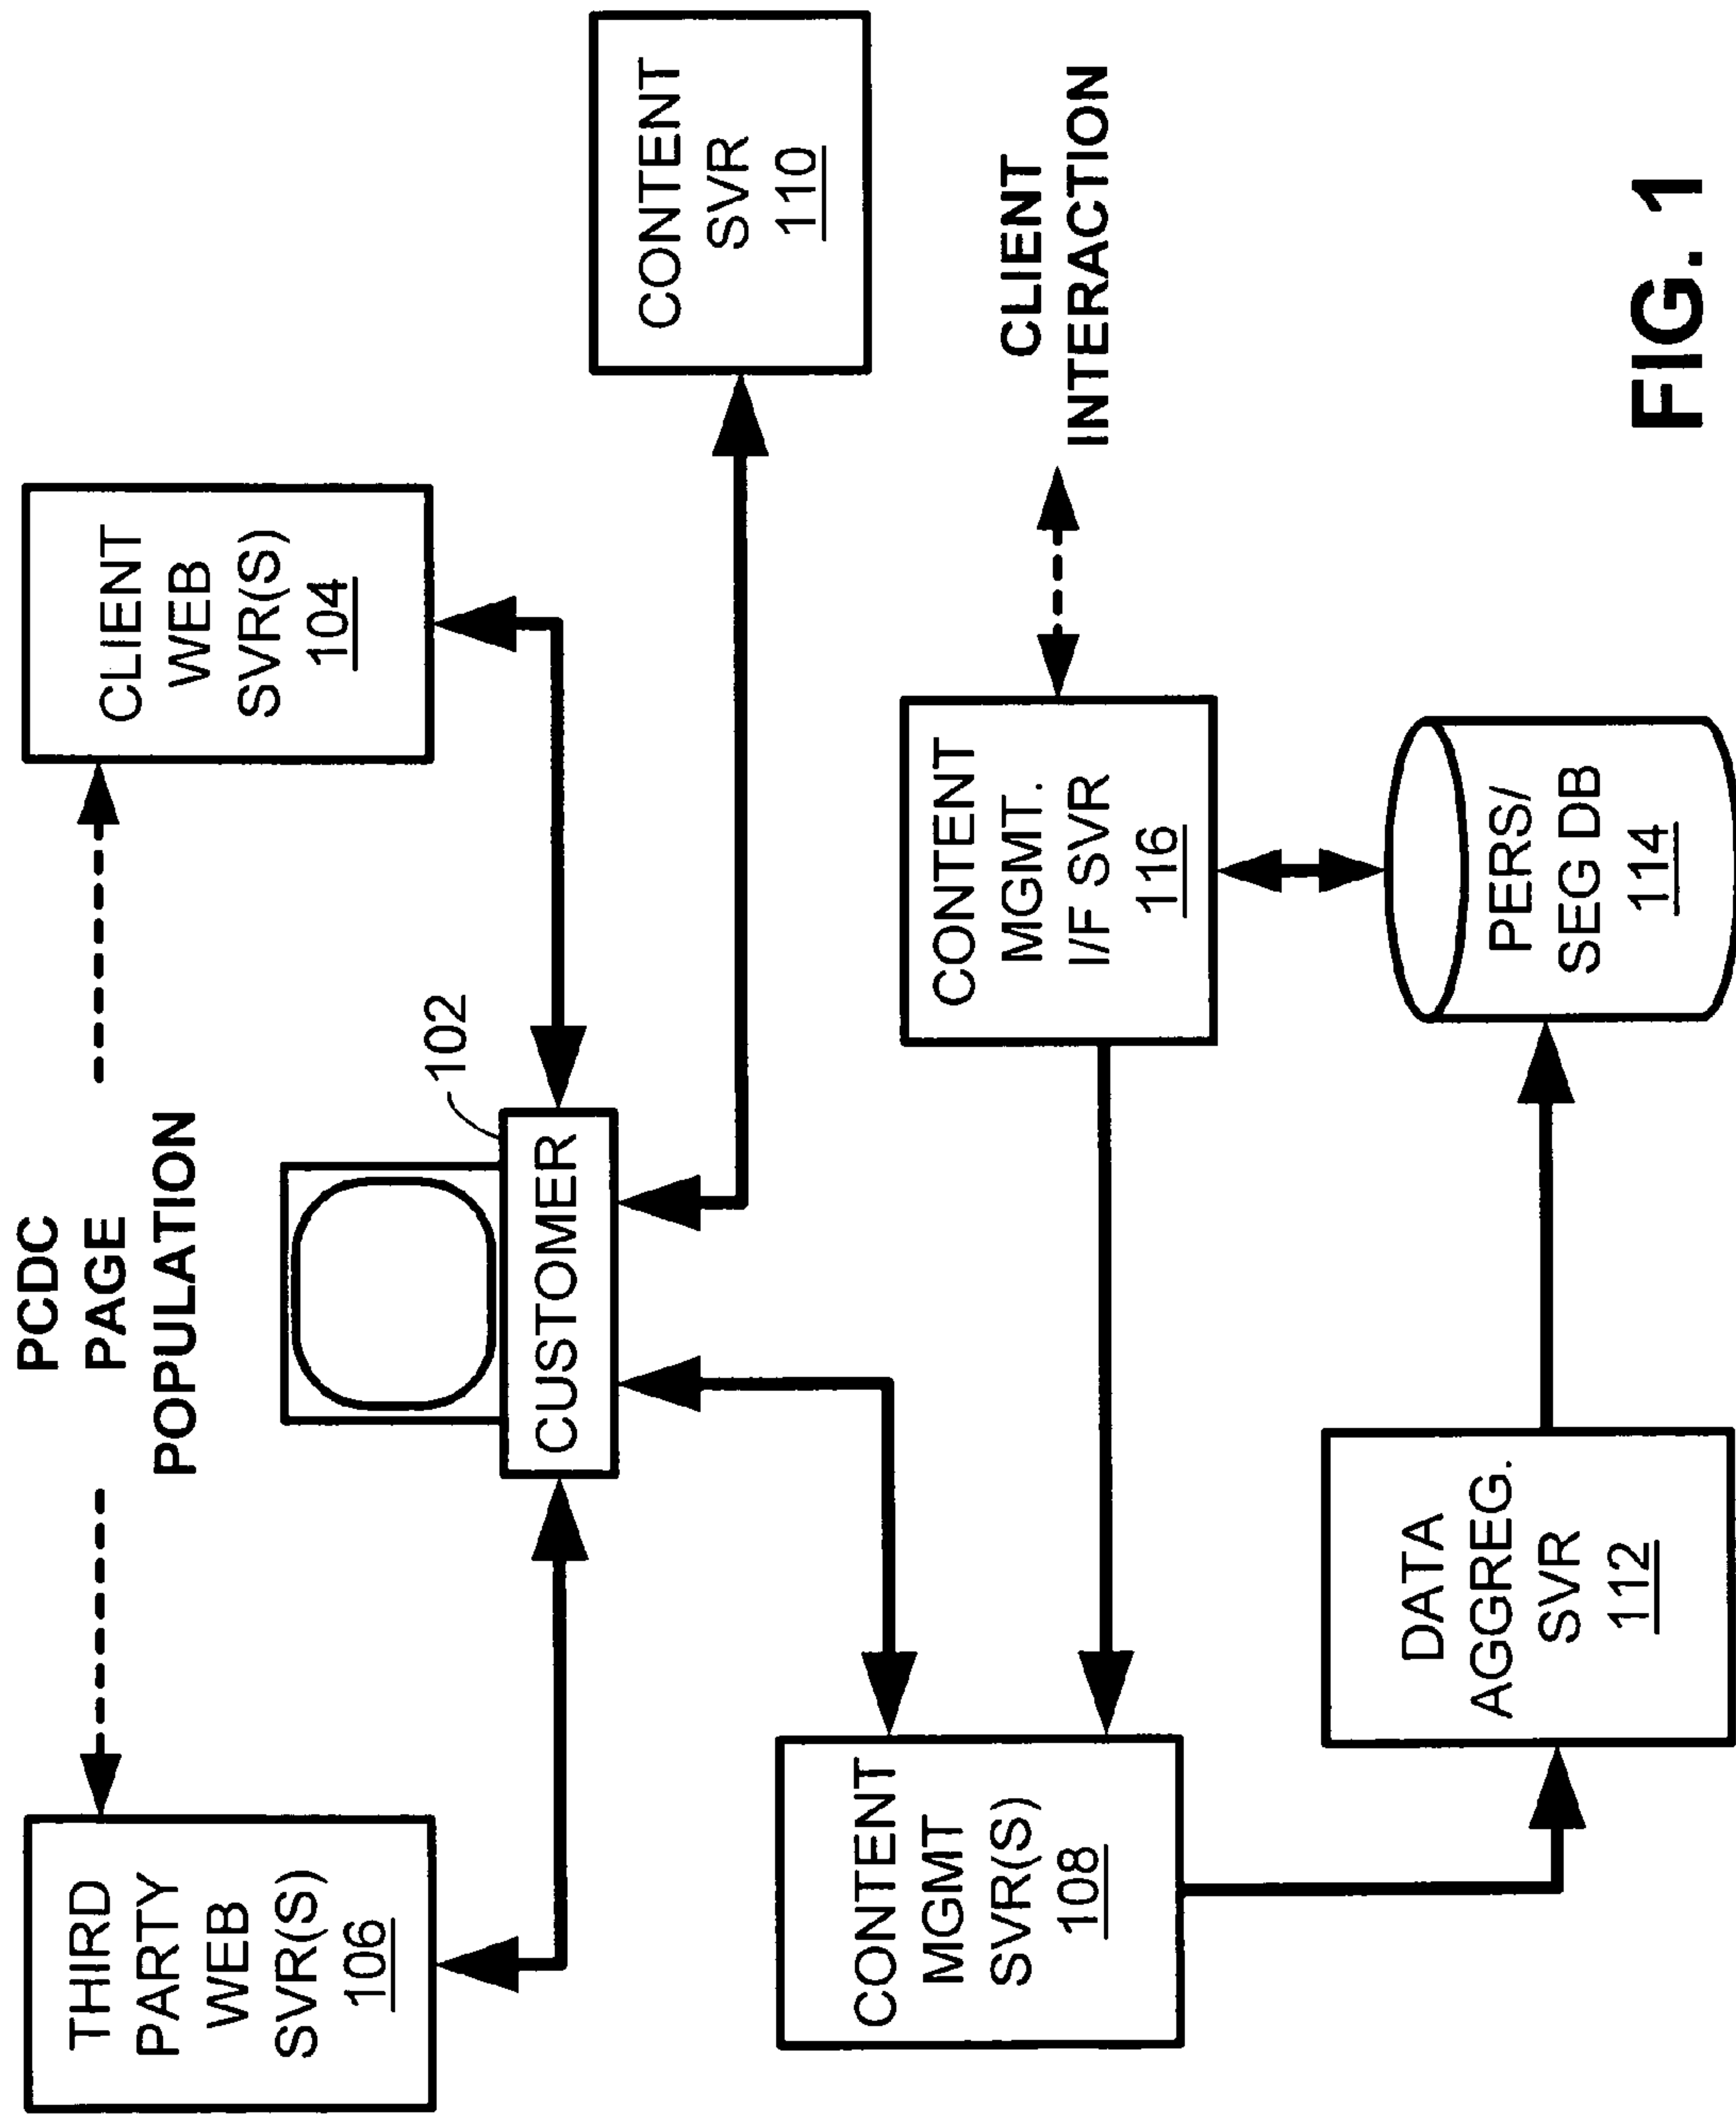 PCDC
PAGE
POPULATION
THIRD
PARTY
WEB
SVR(S)
106
CLIENT
WEB
SVR(S)
104
102
CUSTOMER
CONTENT
SVR
110
CONTENT
MGMT
SVR(S)
108
CONTENT
MGMT.
I/F SVR
116
CLIENT
INTERACTION
DATA
AGGREG.
SVR
112
PERS/
SEG DB
114
FIG. 1